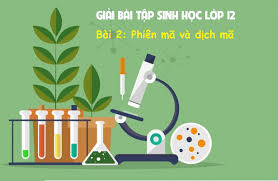 GIẢI BÀI TẬP SINH HỌC LỚP 12
Bài 2: Phiên mã và dịch mã